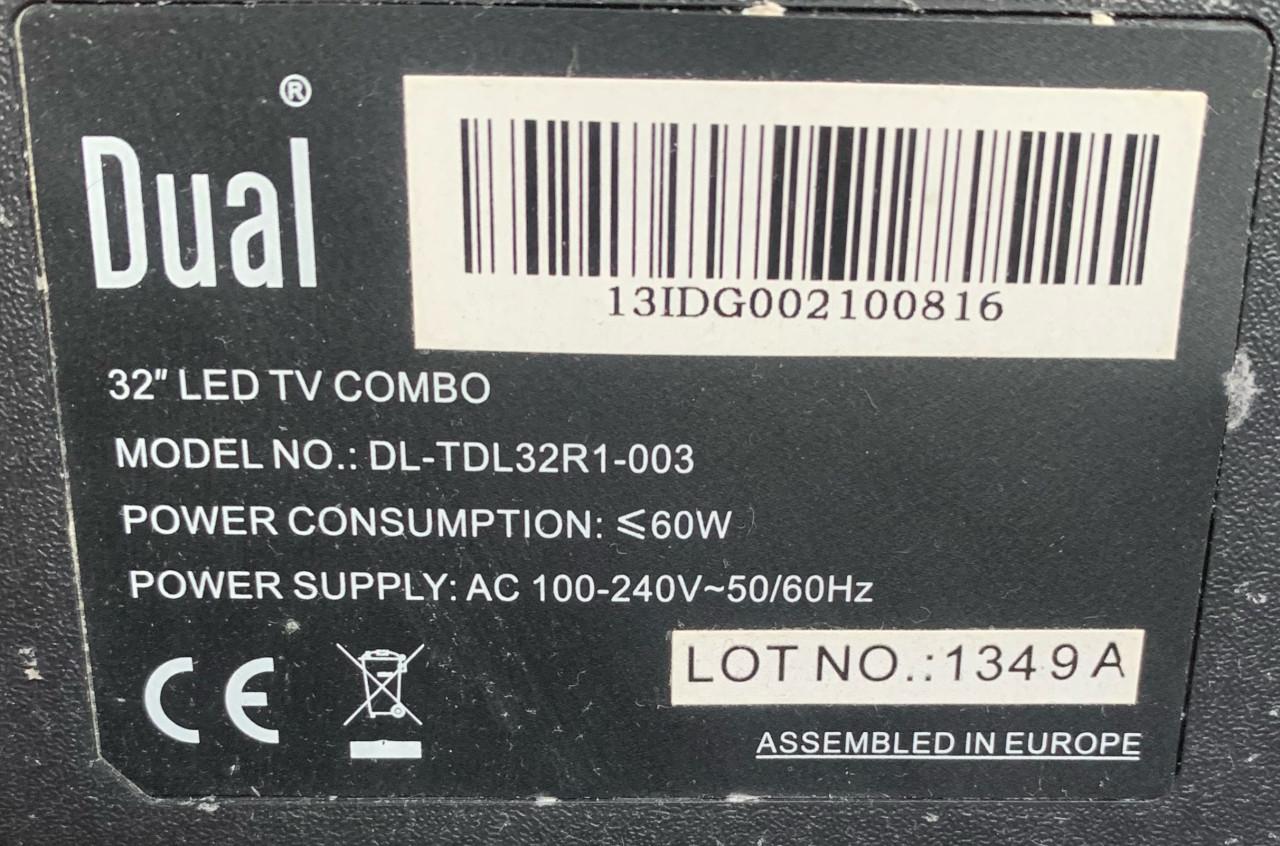 Dual®
13IDG002100816
32" LED TV COMBO
MODEL NO.: DL-TDL32R1-003
POWER CONSUMPTION: ≤60W
POWER SUPPLY: AC 100-240V~50/60Hz
CE
LOT NO.:1349A
ASSEMBLED IN EUROPE